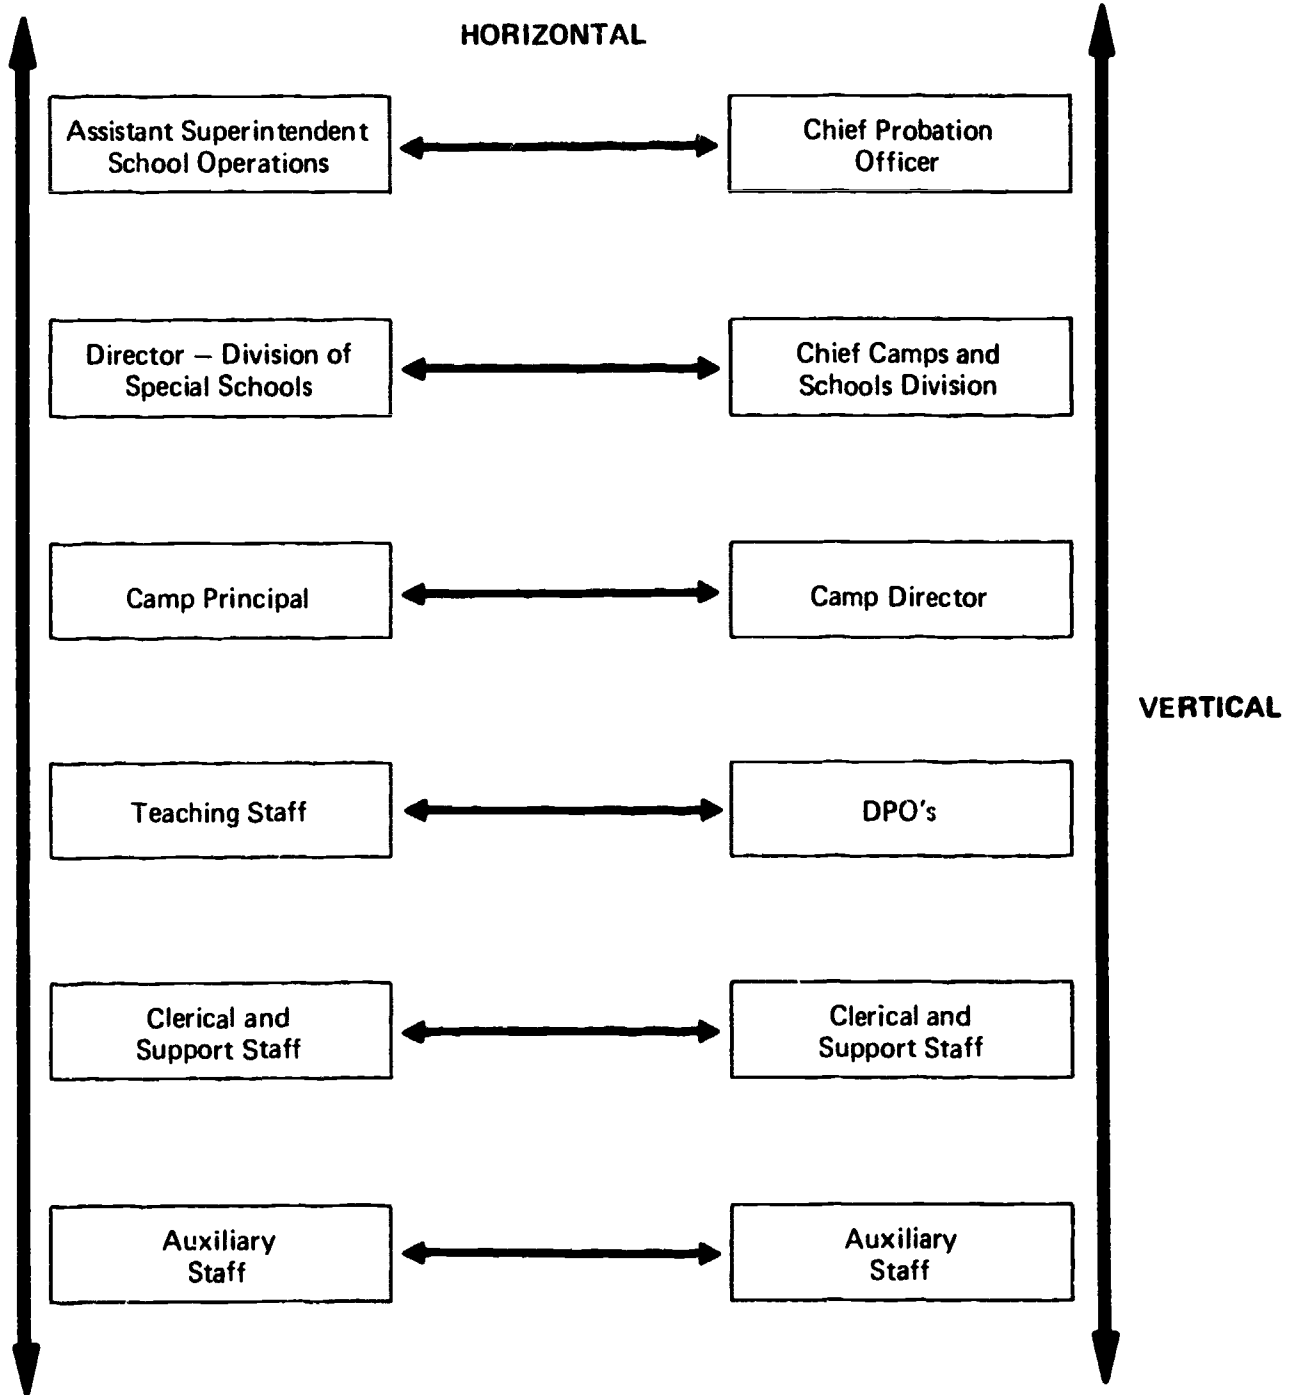 HORIZONTAL
Assistant Superintendent
School Operations
Chief Probation
Officer
Director – Division of
Special Schools
Chief Camps and
Schools Division
Camp Principal
Camp Director
VERTICAL
Teaching Staff
DPO's
Clerical and
Support Staff
Clerical and
Support Staff
Auxiliary
Staff
Auxiliary
Staff